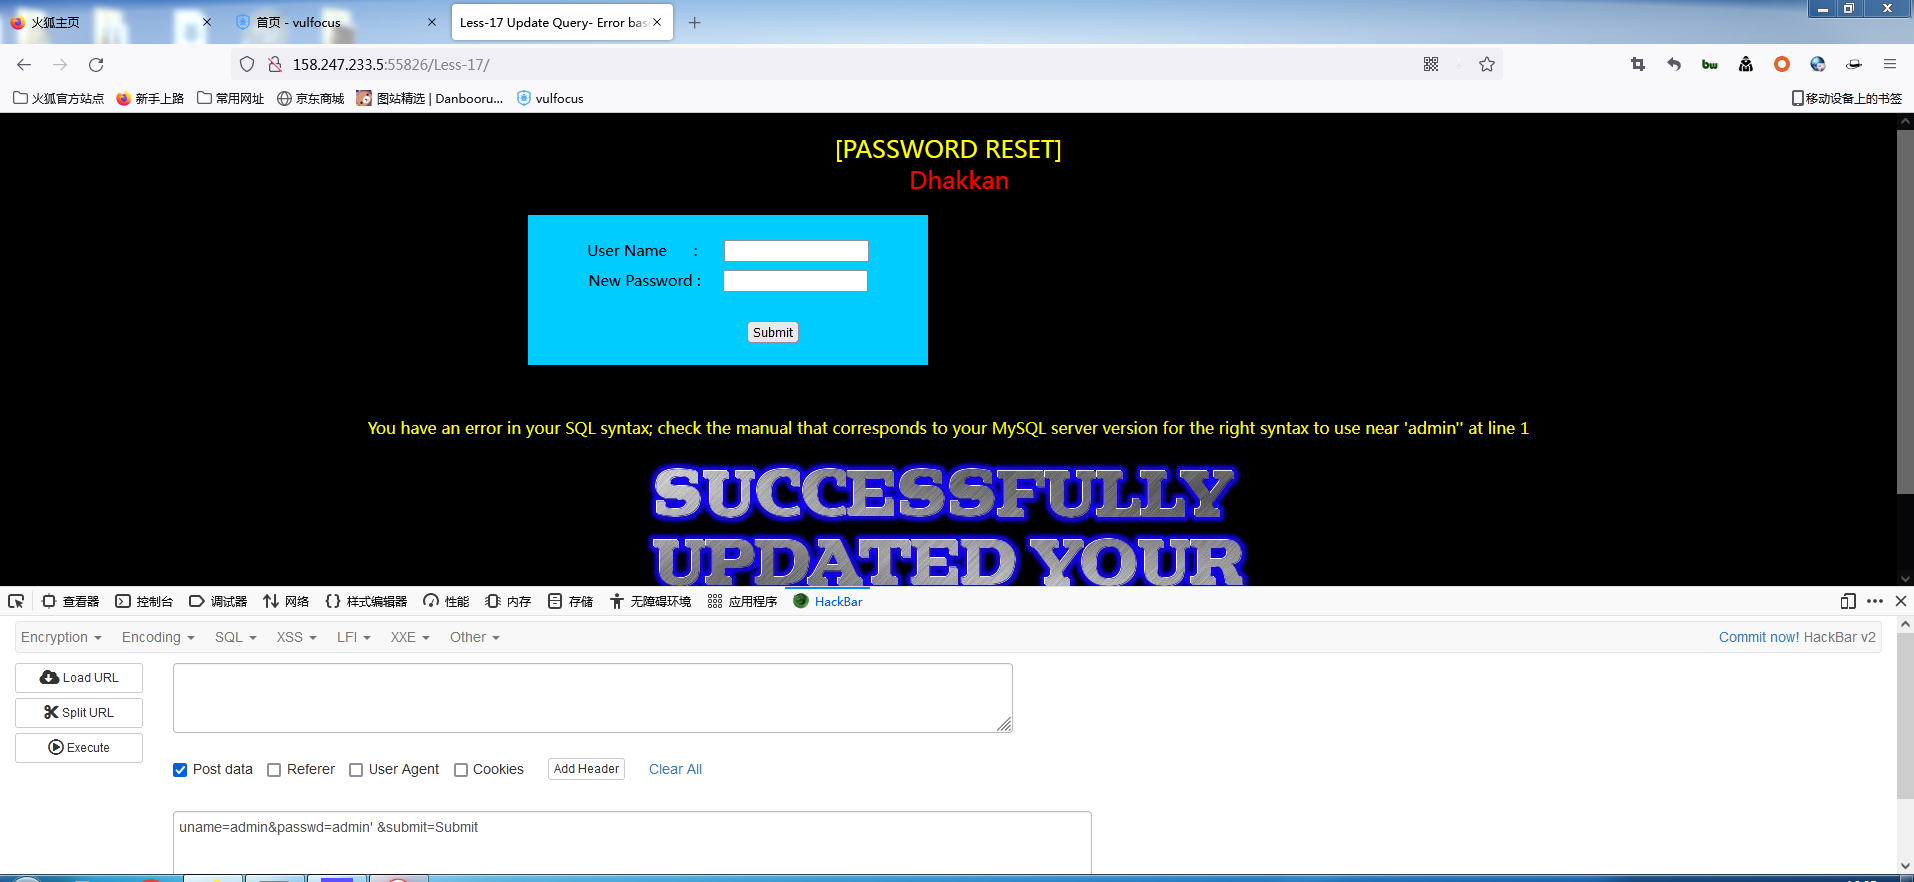 火狐主页
首页 - vulfocus
Less-17 Update Query- Error bas
158.247.233.5:55826/Less-17/
火狐官方站点 新手上路 常用网址 京东商城 图站精选 | Danbooru... vulfocus 移动设备上的书签
[PASSWORD RESET]
Dhakkan
User Name :
New Password :
Submit
You have an error in your SQL syntax; check the manual that corresponds to your MySQL server version for the right syntax to use near 'admin'' at line 1
SUCCESSFULLY
UPDATED YOUR
查看器 控制台 调试器 网络 {} 样式编辑器 性能 内存 存储 无障碍环境 应用程序 HackBar
Encryption Encoding SQL XSS LFI XXE Other Commit now! HackBar v2
Load URL
Split URL
Execute
Post data Referer User Agent Cookies Add Header Clear All
uname=admin&passwd=admin' &submit=Submit